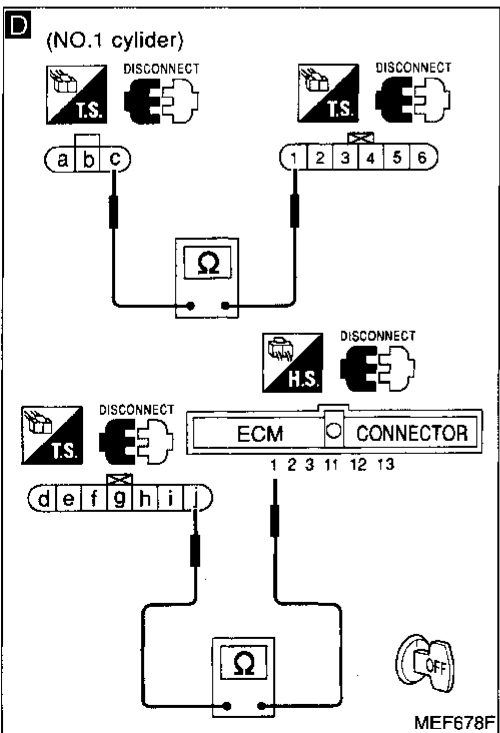 D
(NO.1 cylider)
DISCONNECT
DISCONNECT
T.S.
T.S.
a b c
1 2 3 4 5 6
Ω
DISCONNECT
H.S.
DISCONNECT
T.S.
ECM CONNECTOR
1 2 3 11 12 13
d e f g h i j
Ω
OFF
MEF678F